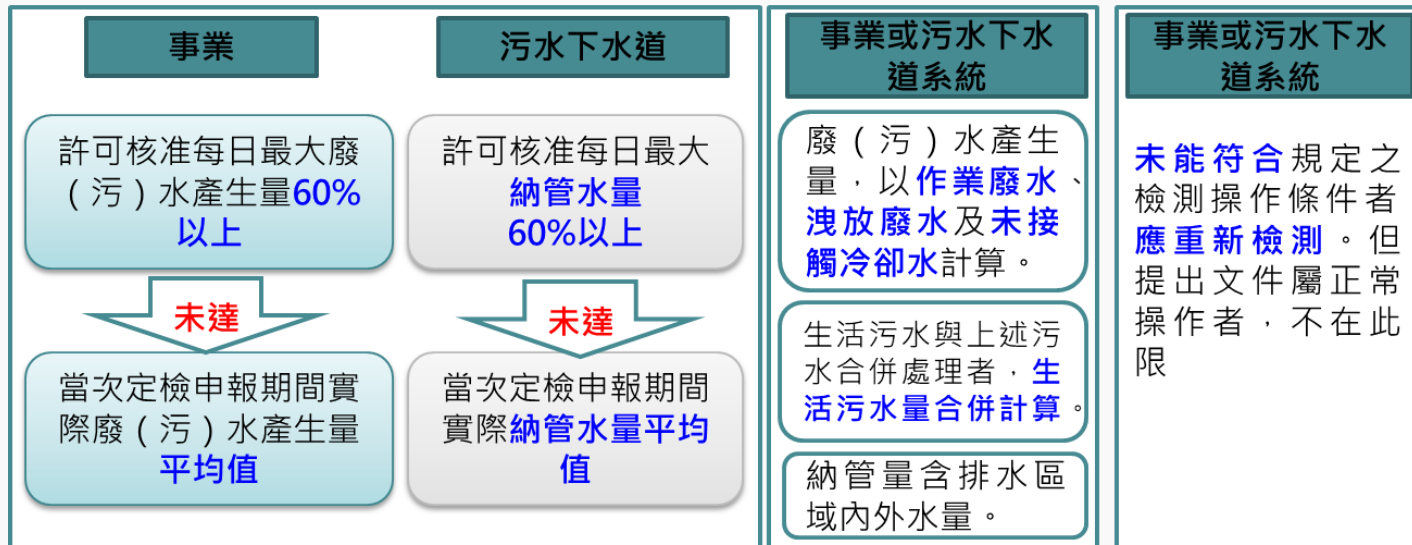 事業
許可核准每日最大廢
（污）水產生量60%
以上
未達
當次定檢申報期間實
際廢（污）水產生量
平均值
污水下水道
許可核准每日最大
納管水量
60%以上
未達
當次定檢申報期間
實際納管水量平均
值
事業或污水下水
道系統
廢（污）水產生
量，以作業廢水、
洩放廢水及未接
觸冷卻水計算。
生活污水與上述污
水合併處理者，生
活污水量合併計算。
納管量含排水區
域內外水量。
事業或污水下水
道系統
未能符合規定之
檢測操作條件者
應重新檢測。但
提出文件屬正常
操作者，不在此
限